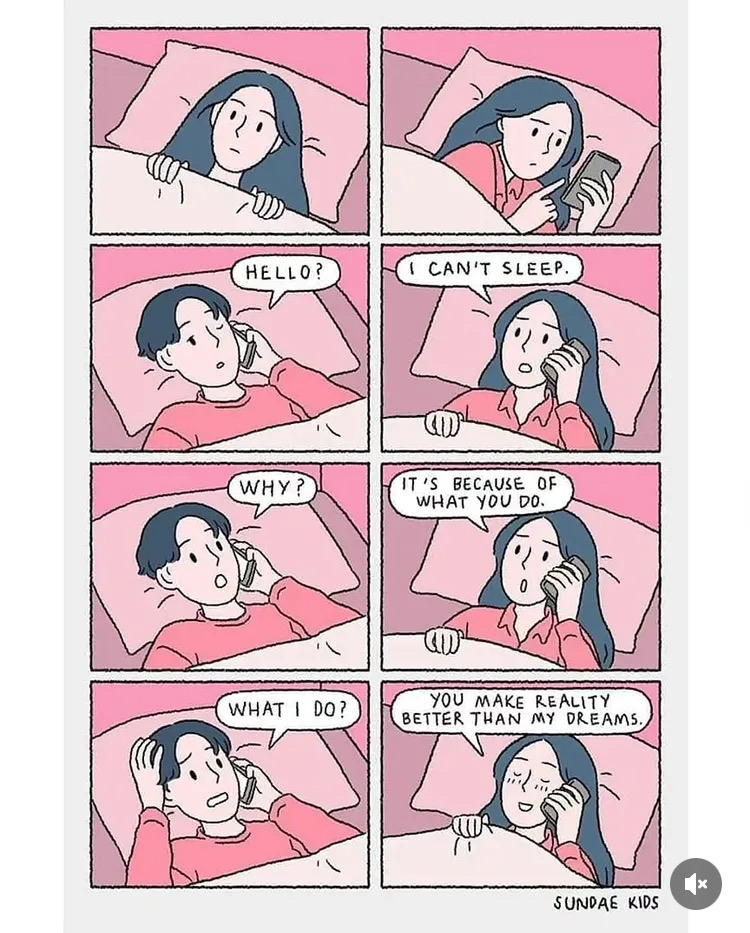 HELLO?
I CAN'T SLEEP.
WHY?
IT'S BECAUSE OF
WHAT YOU DO.
WHAT I DO?
YOU MAKE REALITY
BETTER THAN MY DREAMS.
SUNDAE KIDS